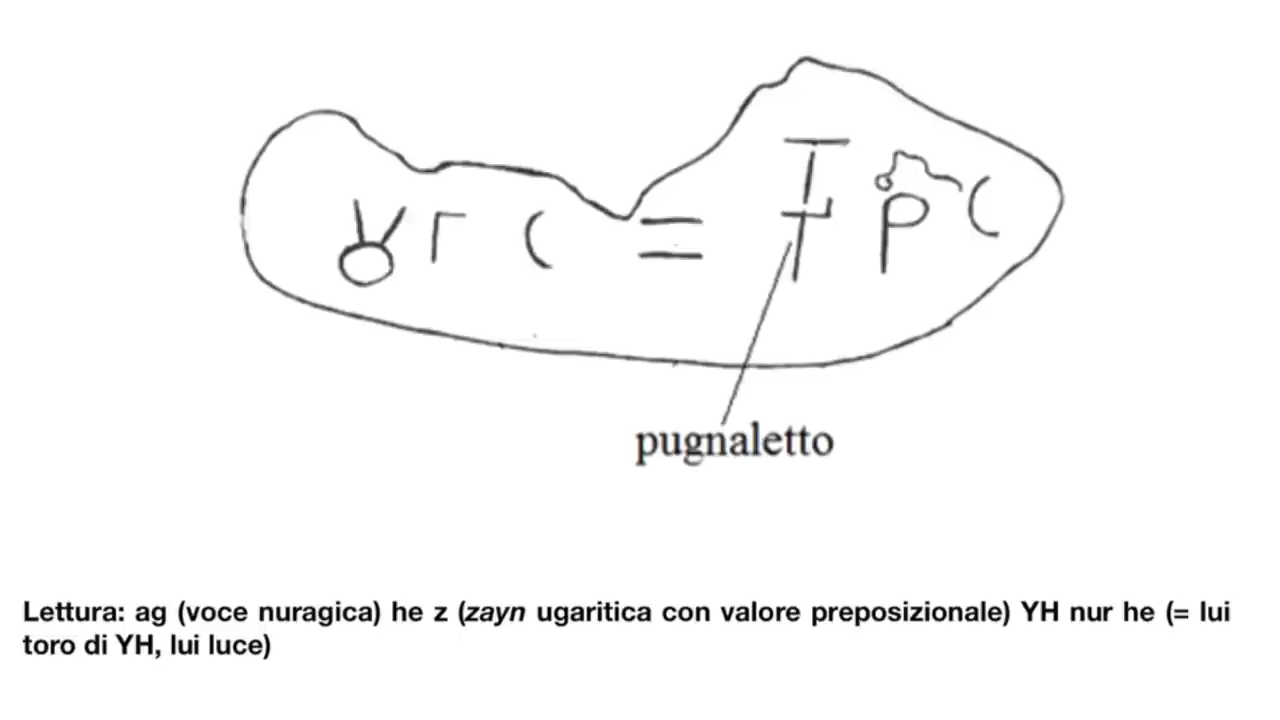 pugnaletto
Lettura: ag (voce nuragica) he z (zayn ugaritica con valore preposizionale) YH nur he (= lui
toro di YH, lui luce)